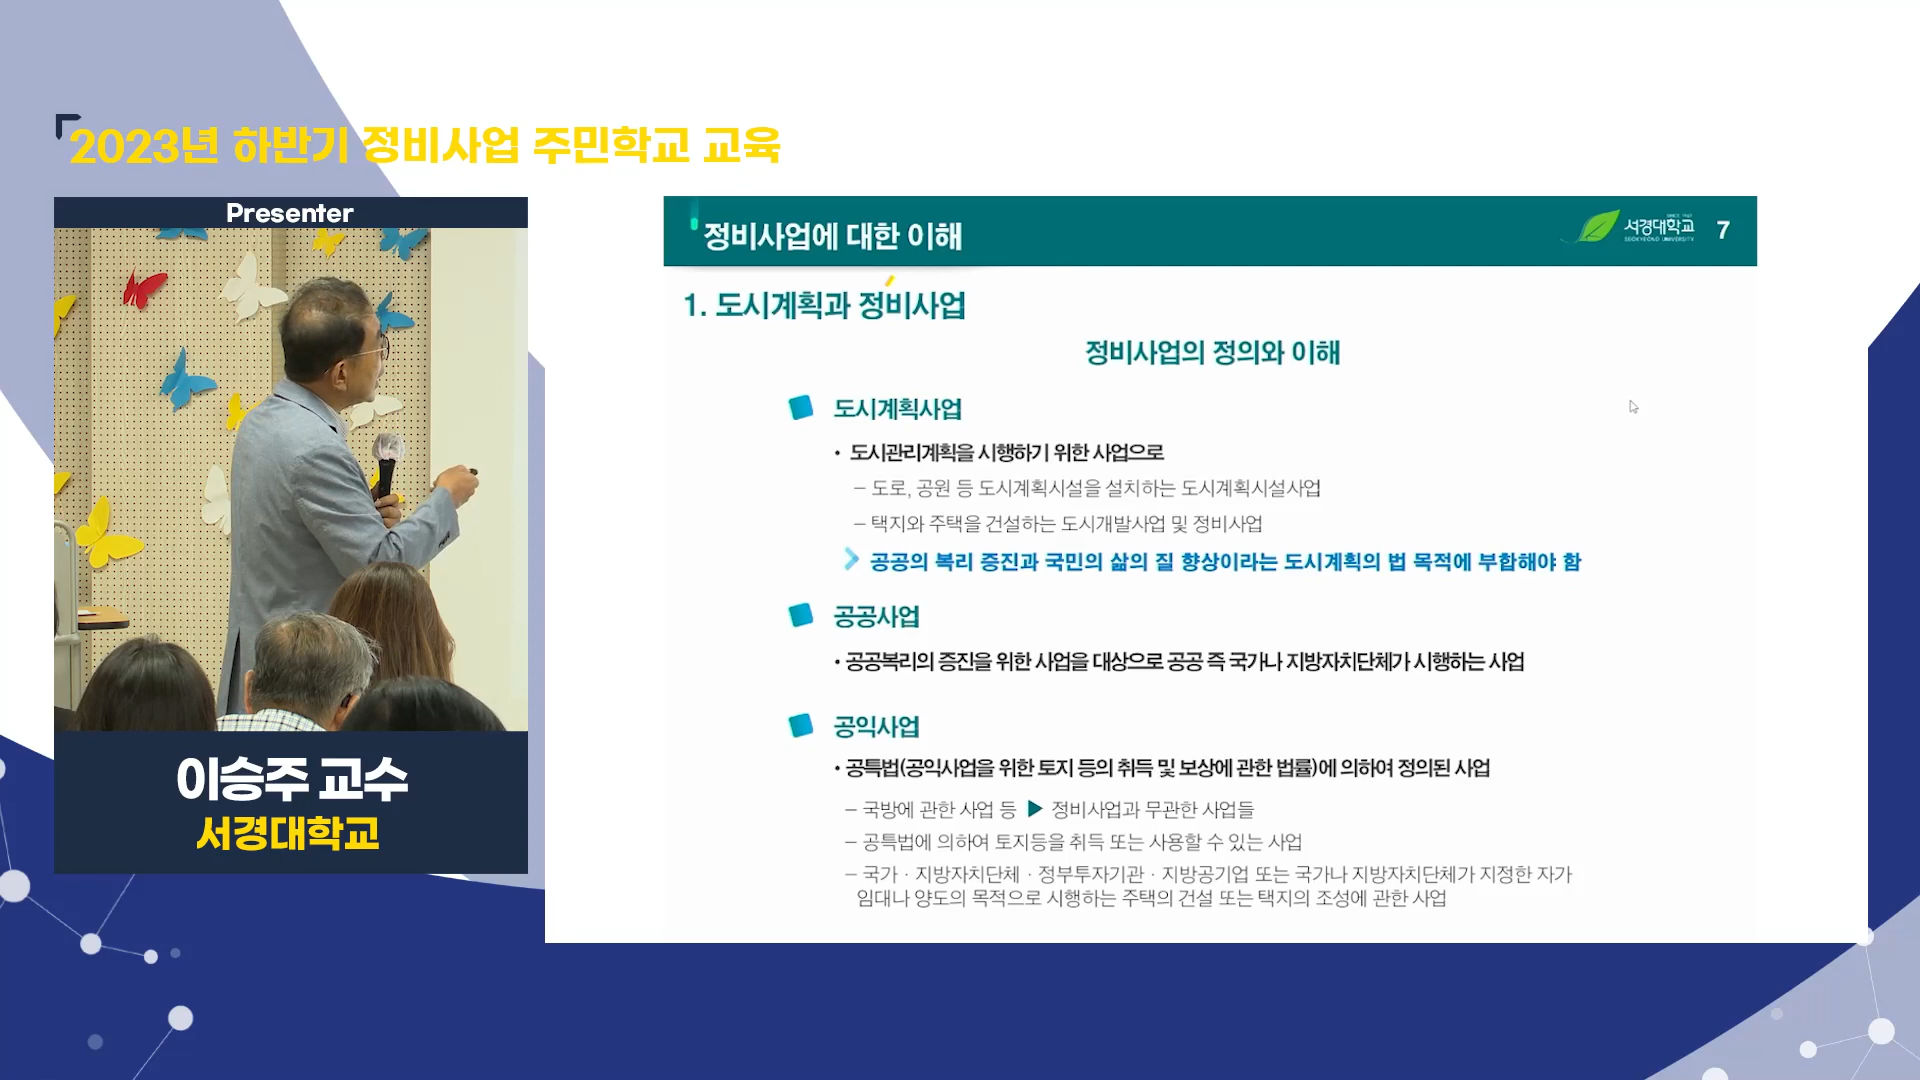 2023년 하반기 정비사업 주민학교 교육
Presenter
이승주 교수
서경대학교
정비사업에 대한 이해
SINCE 1947
서경대학교
SEOKYEONG UNIVERSITY
7
1. 도시계획과 정비사업
정비사업의 정의와 이해
도시계획사업
• 도시관리계획을 시행하기 위한 사업으로
– 도로, 공원 등 도시계획시설을 설치하는 도시계획시설사업
– 택지와 주택을 건설하는 도시개발사업 및 정비사업
공공의 복리 증진과 국민의 삶의 질 향상이라는 도시계획의 법 목적에 부합해야 함
공공사업
• 공공복리의 증진을 위한 사업을 대상으로 공공 즉 국가나 지방자치단체가 시행하는 사업
공익사업
• 공특법(공익사업을 위한 토지 등의 취득 및 보상에 관한 법률)에 의하여 정의된 사업
– 국방에 관한 사업 등 ▶ 정비사업과 무관한 사업들
– 공특법에 의하여 토지등을 취득 또는 사용할 수 있는 사업
– 국가 · 지방자치단체 · 정부투자기관 · 지방공기업 또는 국가나 지방자치단체가 지정한 자가
임대나 양도의 목적으로 시행하는 주택의 건설 또는 택지의 조성에 관한 사업